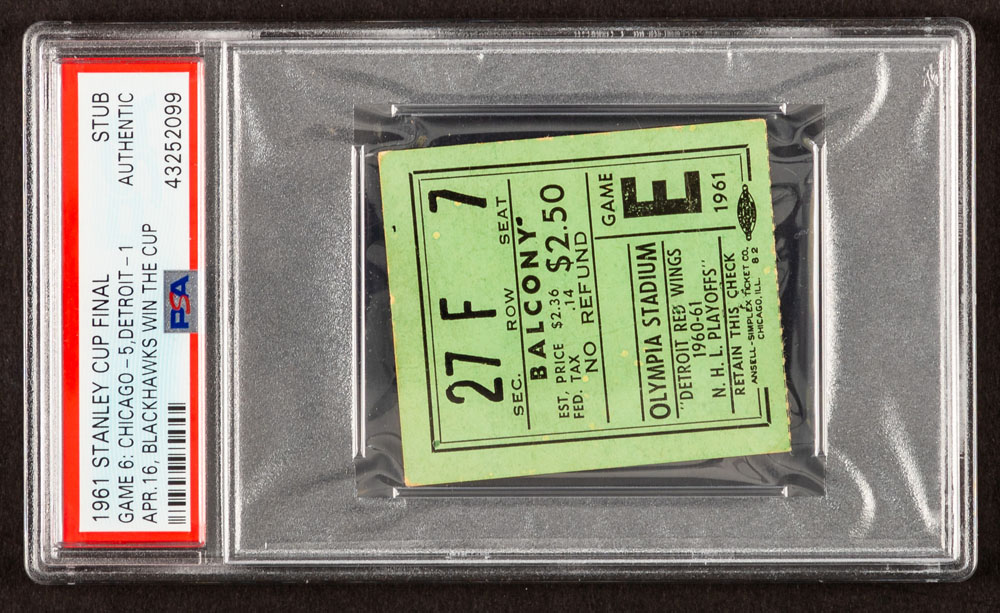 1961 STANLEY CUP FINAL STUB
GAME 6: CHICAGO - 5, DETROIT - 1 AUTHENTIC
APR.16, BLACKHAWKS WIN THE CUP
43252099
PSA
27 F 7
SEC. ROW SEAT
BALCONY
EST. PRICE $2.36
FED. TAX .14
$2.50
NO REFUND
GAME
E
1961
OLYMPIA STADIUM
"DETROIT RED WINGS
1960-61
N. H. L. PLAYOFFS"
RETAIN THIS CHECK
ANSELL-SIMPLEX TICKET CO.
CHICAGO, ILL. 82